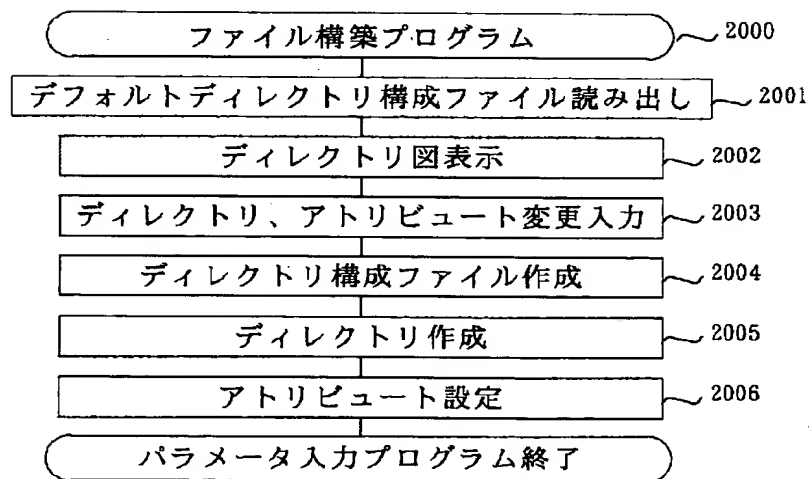 ファイル構築プログラム 2000
デフォルトディレクトリ構成ファイル読み出し 2001
ディレクトリ図表示 2002
ディレクトリ、アトリビュート変更入力 2003
ディレクトリ構成ファイル作成 2004
ディレクトリ作成 2005
アトリビュート設定 2006
パラメータ入力プログラム終了